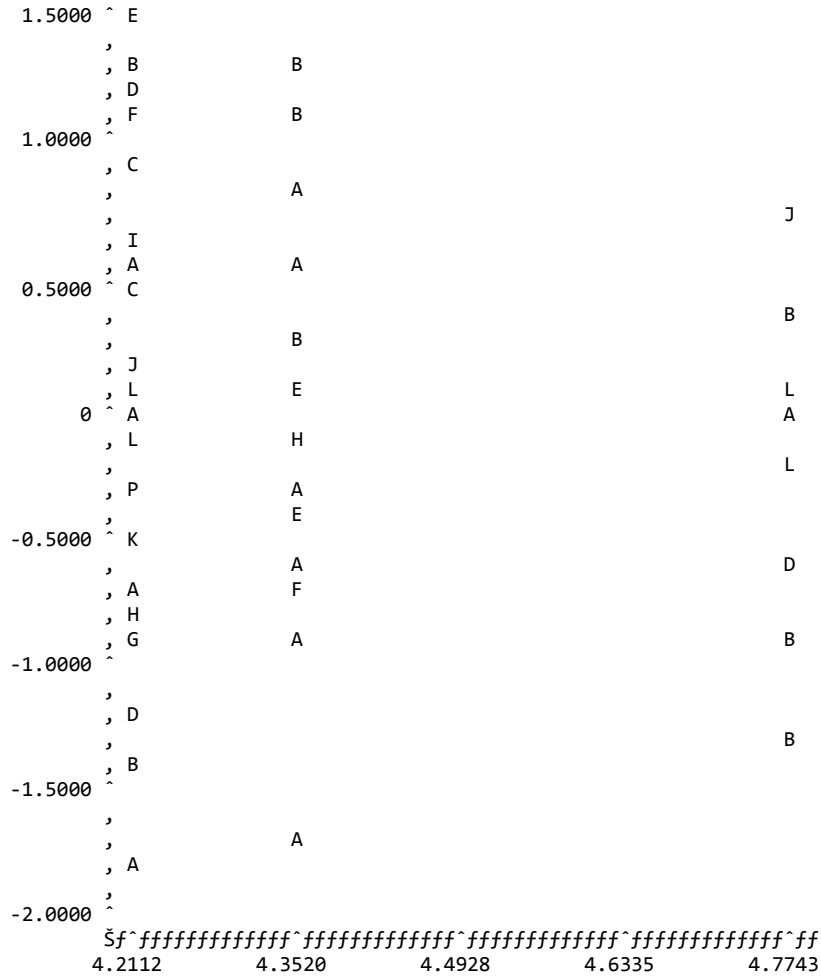 1.5000 ˆ E
,
, B B
, D
, F B
1.0000 ˆ
, C
, A
, J
, I
, A A
0.5000 ˆ C
, B
, B
, J
, L E L
0 ˆ A A
, L H
, L
, P A
, E
-0.5000 ˆ K
, A D
, A F
, H
, G A B
-1.0000 ˆ
,
, D
, B
, B
-1.5000 ˆ
,
, A
, A
,
-2.0000 ˆ
Šƒˆƒƒƒƒƒƒƒƒƒƒƒƒƒˆƒƒƒƒƒƒƒƒƒƒƒƒƒˆƒƒƒƒƒƒƒƒƒƒƒƒƒˆƒƒƒƒƒƒƒƒƒƒƒƒƒˆƒƒ
4.2112 4.3520 4.4928 4.6335 4.7743